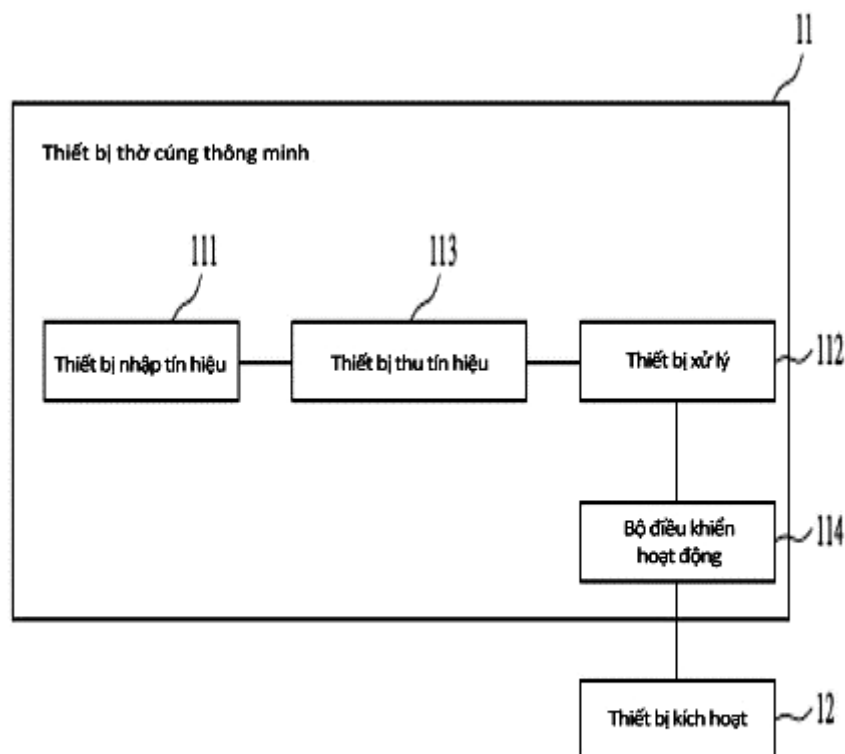 11
Thiết bị thờ cúng thông minh
111
113
Thiết bị nhập tín hiệu
Thiết bị thu tín hiệu
Thiết bị xử lý
112
Bộ điều khiển
hoạt động
114
Thiết bị kích hoạt
12